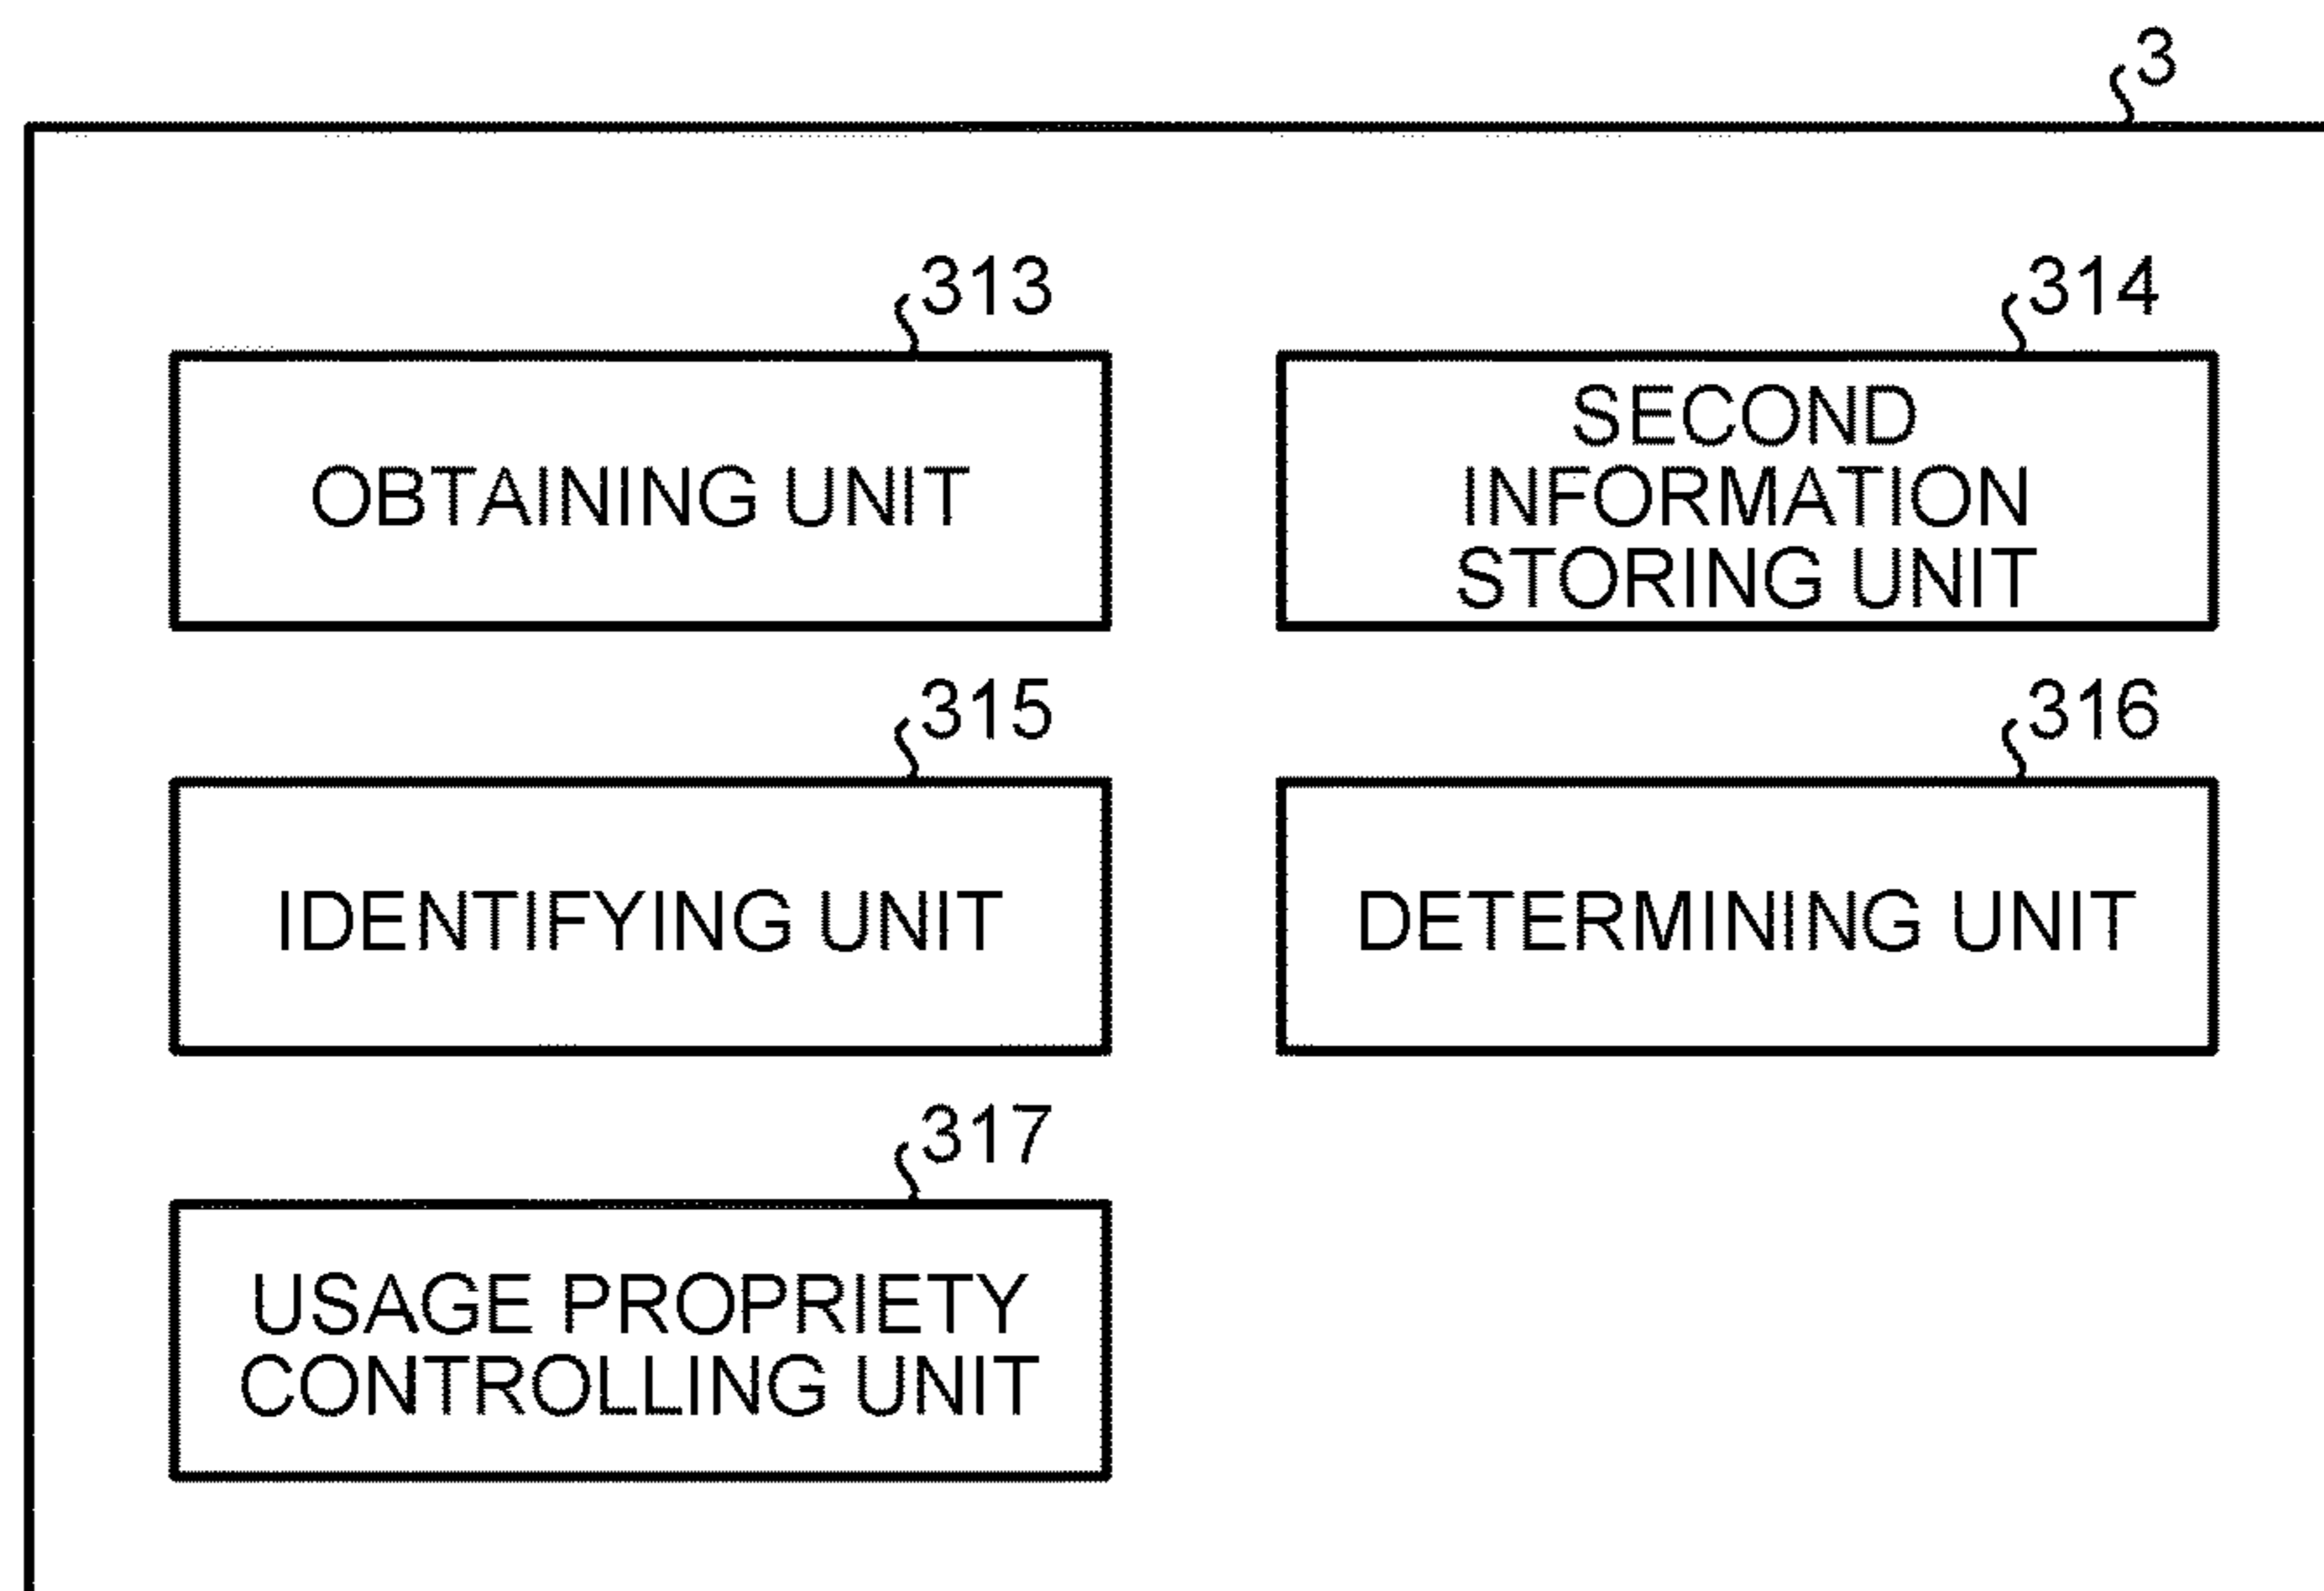 3
313
OBTAINING UNIT
314
SECOND
INFORMATION
STORING UNIT
315
IDENTIFYING UNIT
316
DETERMINING UNIT
317
USAGE PROPRIETY
CONTROLLING UNIT